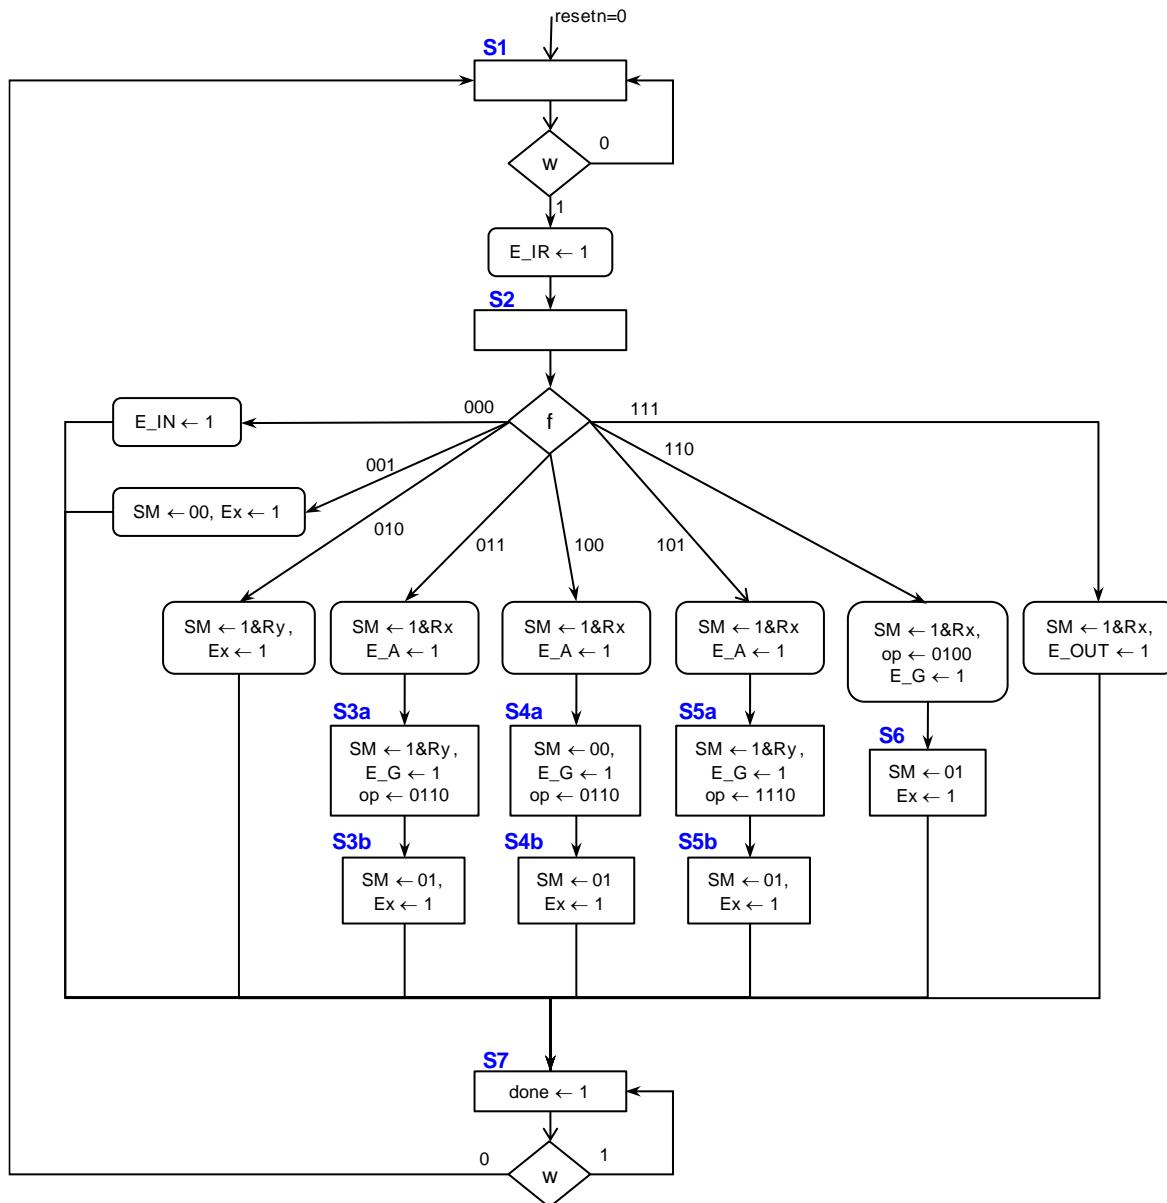 resetn=0
S1
w
0
1
E_IR ← 1
S2
f
000
111
E_IN ← 1
001
110
SM ← 00, Ex ← 1
010
011
100
101
SM ← 1&Ry,
Ex ← 1
SM ← 1&Rx
E_A ← 1
SM ← 1&Rx
E_A ← 1
SM ← 1&Rx
E_A ← 1
SM ← 1&Rx,
op ← 0100
E_G ← 1
SM ← 1&Rx,
E_OUT ← 1
S3a
SM ← 1&Ry,
E_G ← 1
op ← 0110
S4a
SM ← 00,
E_G ← 1
op ← 0110
S5a
SM ← 1&Ry,
E_G ← 1
op ← 1110
S6
SM ← 01
Ex ← 1
S3b
SM ← 01,
Ex ← 1
S4b
SM ← 01
Ex ← 1
S5b
SM ← 01,
Ex ← 1
S7
done ← 1
0
w
1